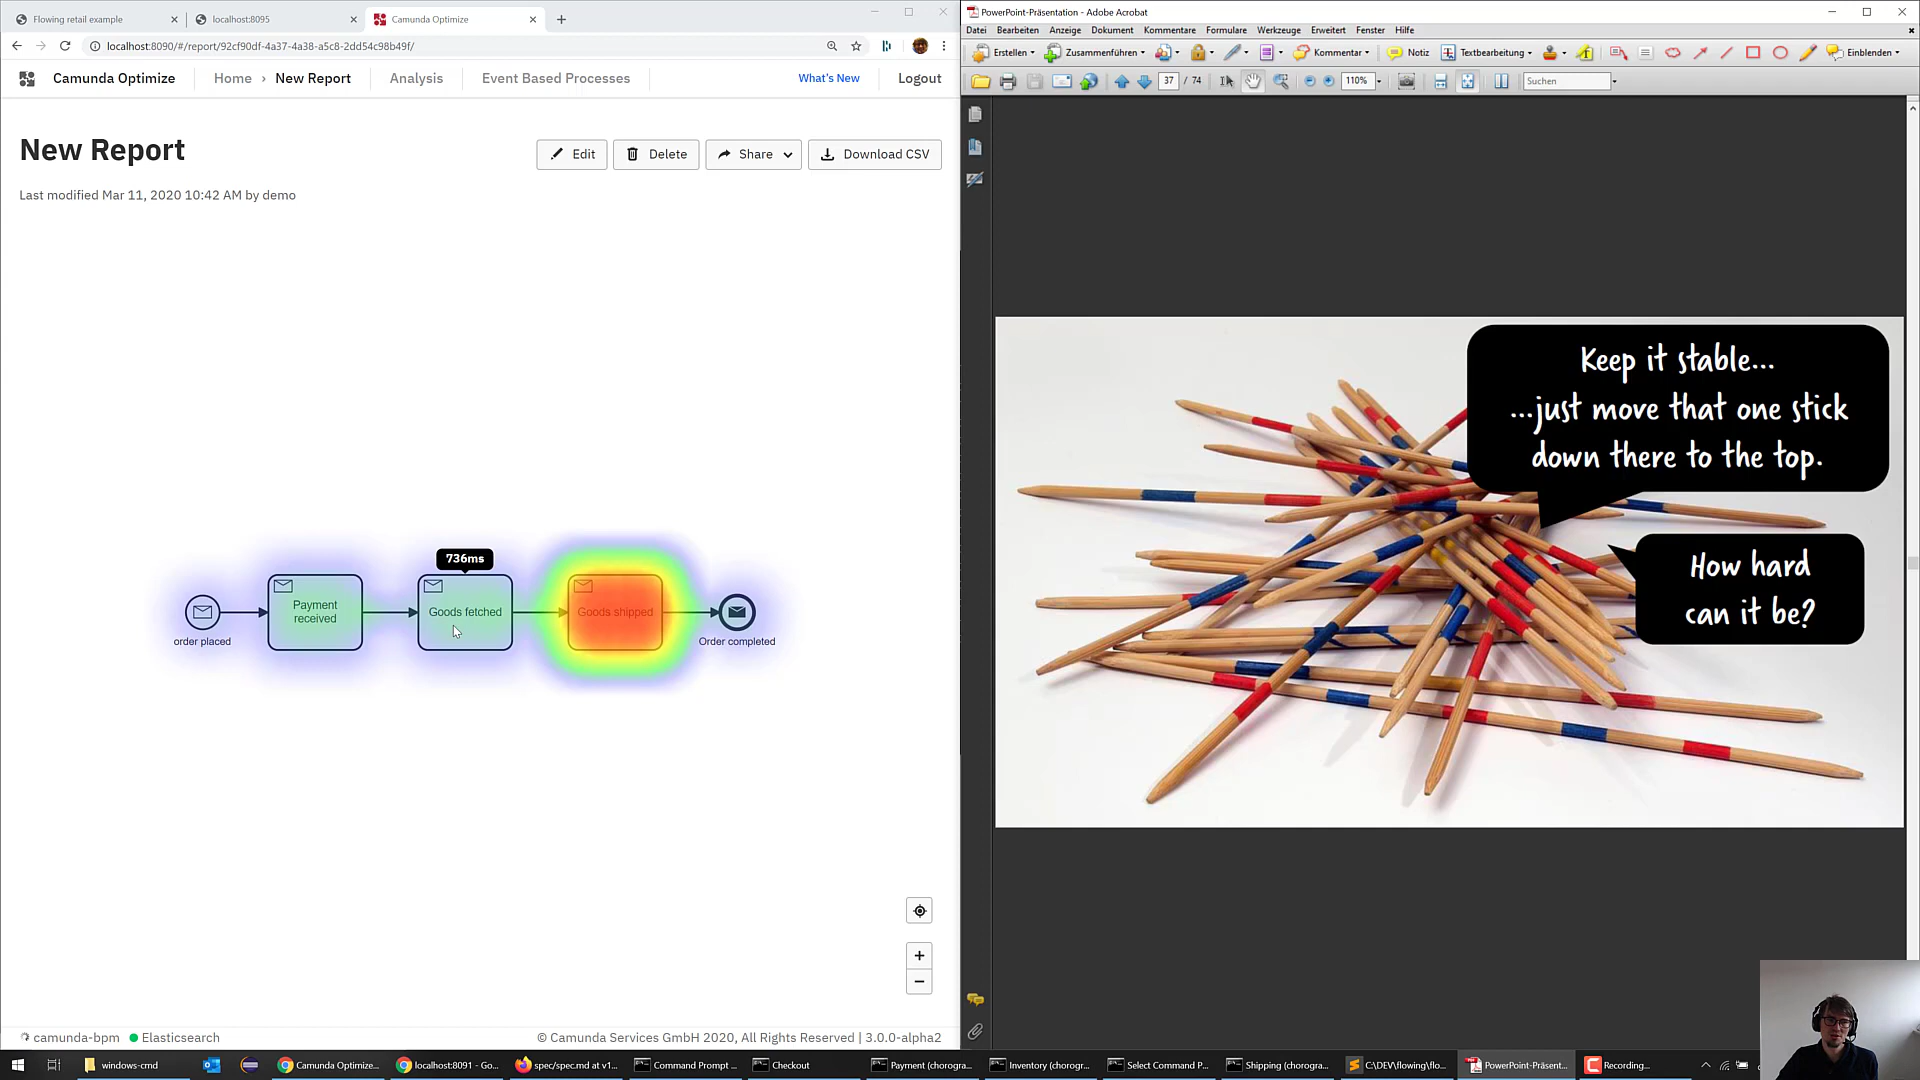 Flowing retail example
localhost:8095
Camunda Optimize
localhost:8090/#/report/92cf90df-4a37-4a38-a5c8-2dd54c98b49f/
Camunda Optimize
Home › New Report
Analysis
Event Based Processes
What's New
Logout
New Report
Edit
Delete
Share
Download CSV
Last modified Mar 11, 2020 10:42 AM by demo
736ms
Payment
received
Goods fetched
Goods shipped
order placed
Order completed
camunda-bpm
Elasticsearch
© Camunda Services GmbH 2020, All Rights Reserved | 3.0.0-alpha2
PowerPoint-Präsentation - Adobe Acrobat
Datei Bearbeiten Anzeige Dokument Kommentare Formulare Werkzeuge Erweitert Fenster Hilfe
Erstellen
Zusammenführen
Kommentar
Notiz
Textbearbeitung
Einblenden
37 / 74
110%
Suchen
Keep it stable...
...just move that one stick
down there to the top.
How hard
can it be?
windows-cmd
Camunda Optimize...
localhost:8091 - Go...
spec/spec.md at v1...
Command Prompt ...
Checkout
Payment (choreogra...
Inventory (choreogr...
Select Command P...
Shipping (choreogra...
C:\DEV\flowing\flo...
PowerPoint-Präsent...
Recording...